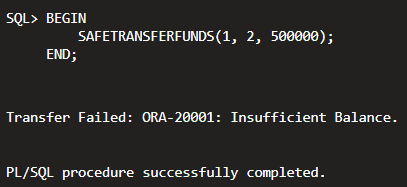 SQL> BEGIN
SAFETRANSFERFUNDS(1, 2, 500000);
END;
Transfer Failed: ORA-20001: Insufficient Balance.
PL/SQL procedure successfully completed.